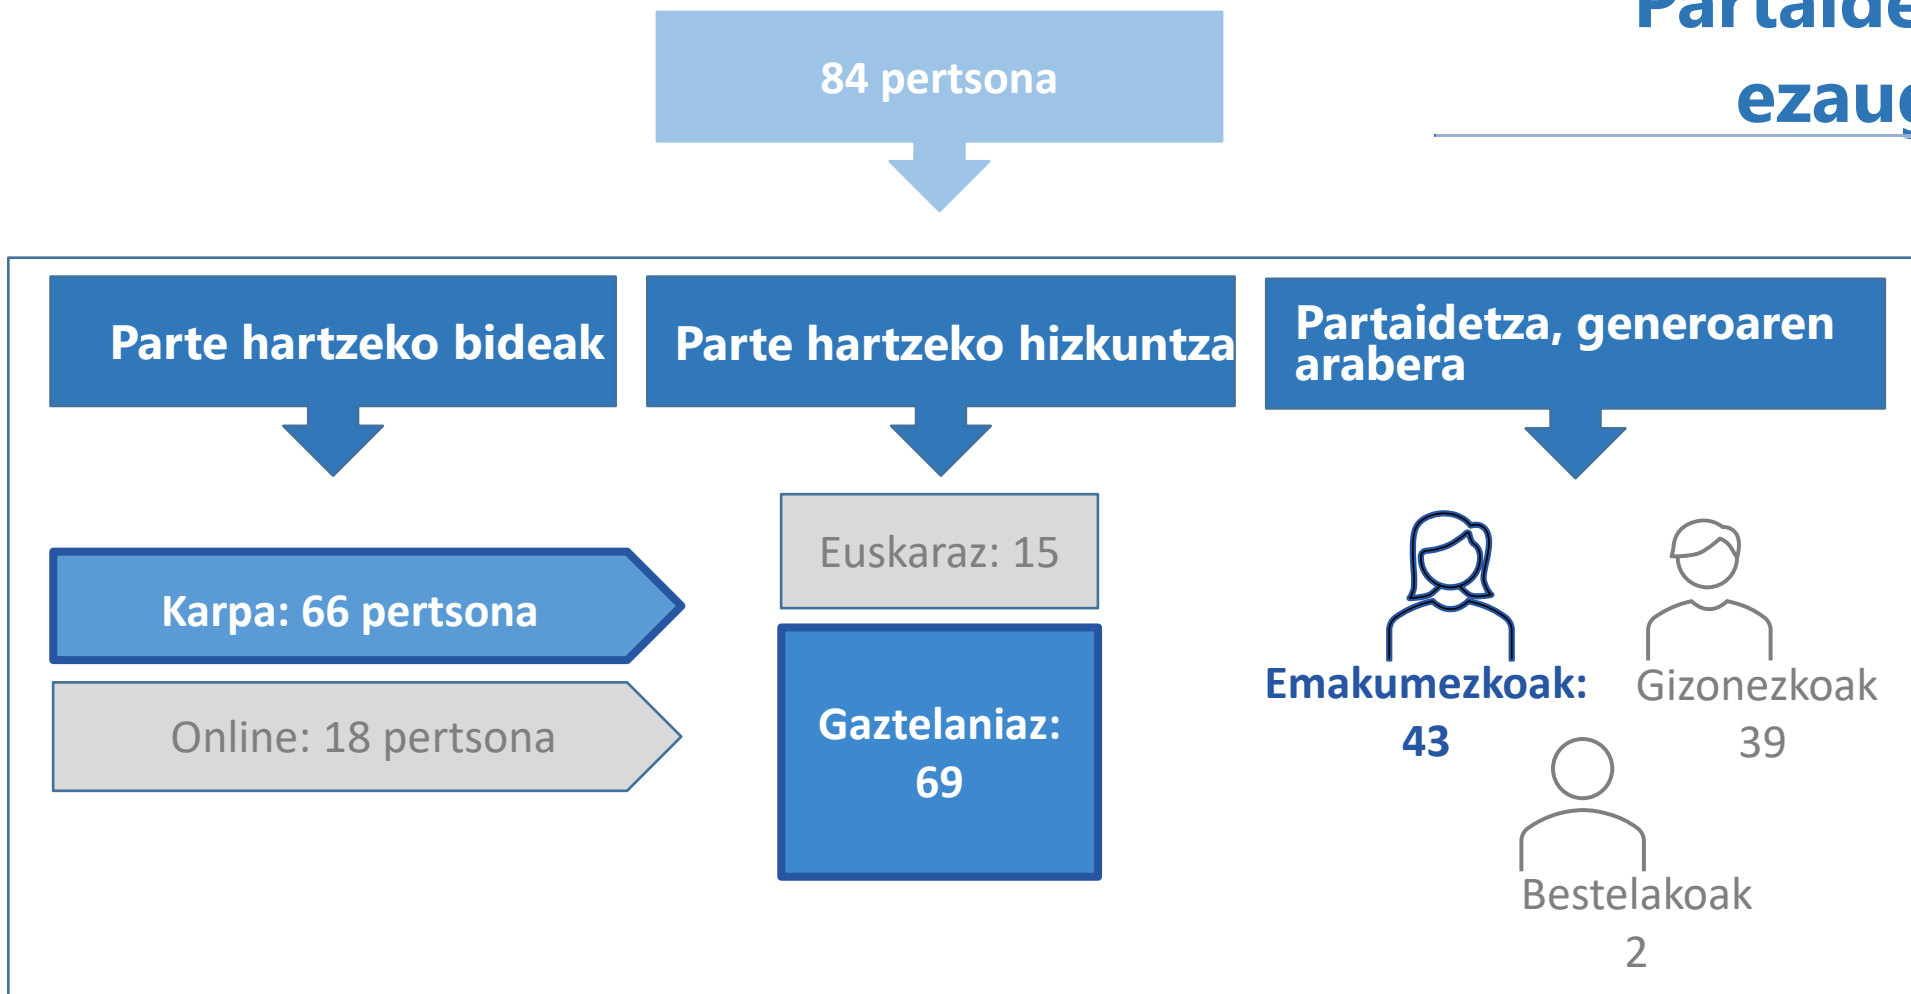 84 pertsona
Parte hartzeko bideak
Karpa: 66 pertsona
Online: 18 pertsona
Parte hartzeko hizkuntza
Euskaraz: 15
Gaztelaniaz:
69
Partaidetza, generoaren
arabera
Emakumezkoak:
43
Gizonezkoak
39
Bestelakoak
2